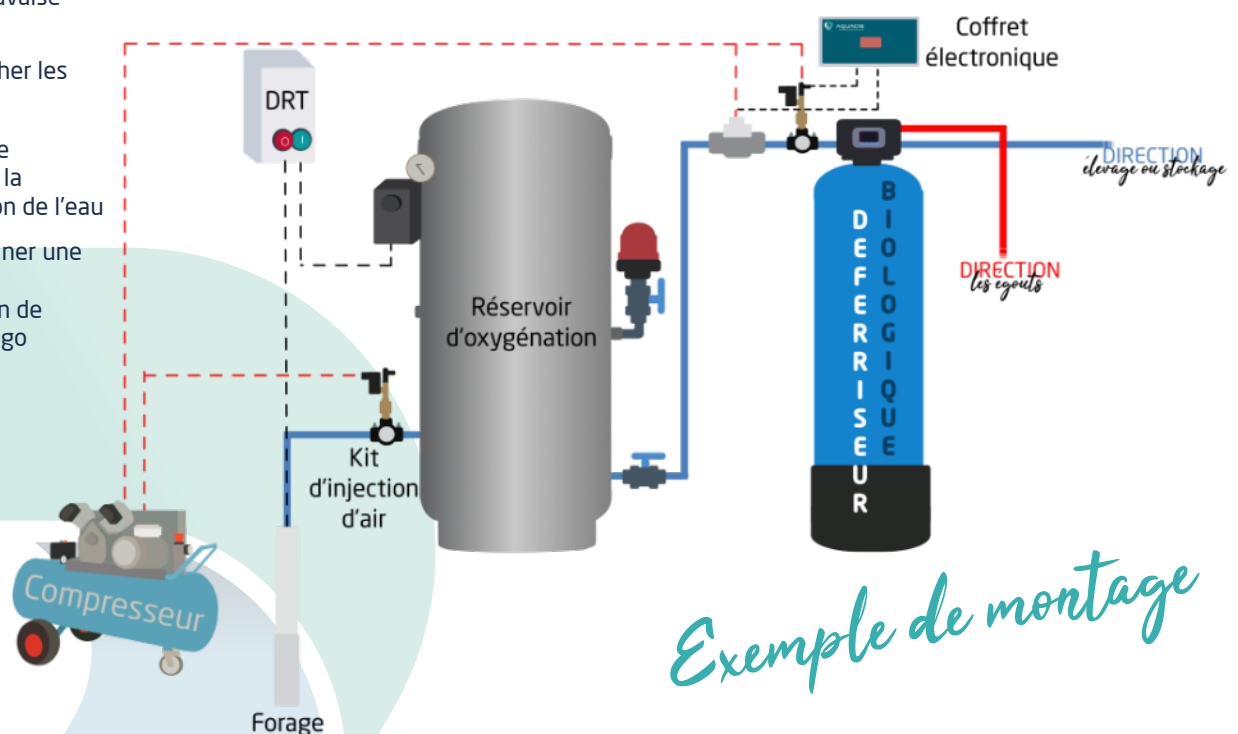 her les
e
la
on de l'eau
ner une
n de
go
Coffret
électronique
AQUADIS
DRT
Réservoir
d'oxygénation
Kit
d'injection
d'air
Compresseur
Forage
DEFERRISEUR
BIOLOGIQUE
DIRECTION
élevage ou stockage
DIRECTION
les egouts
Exemple de montage